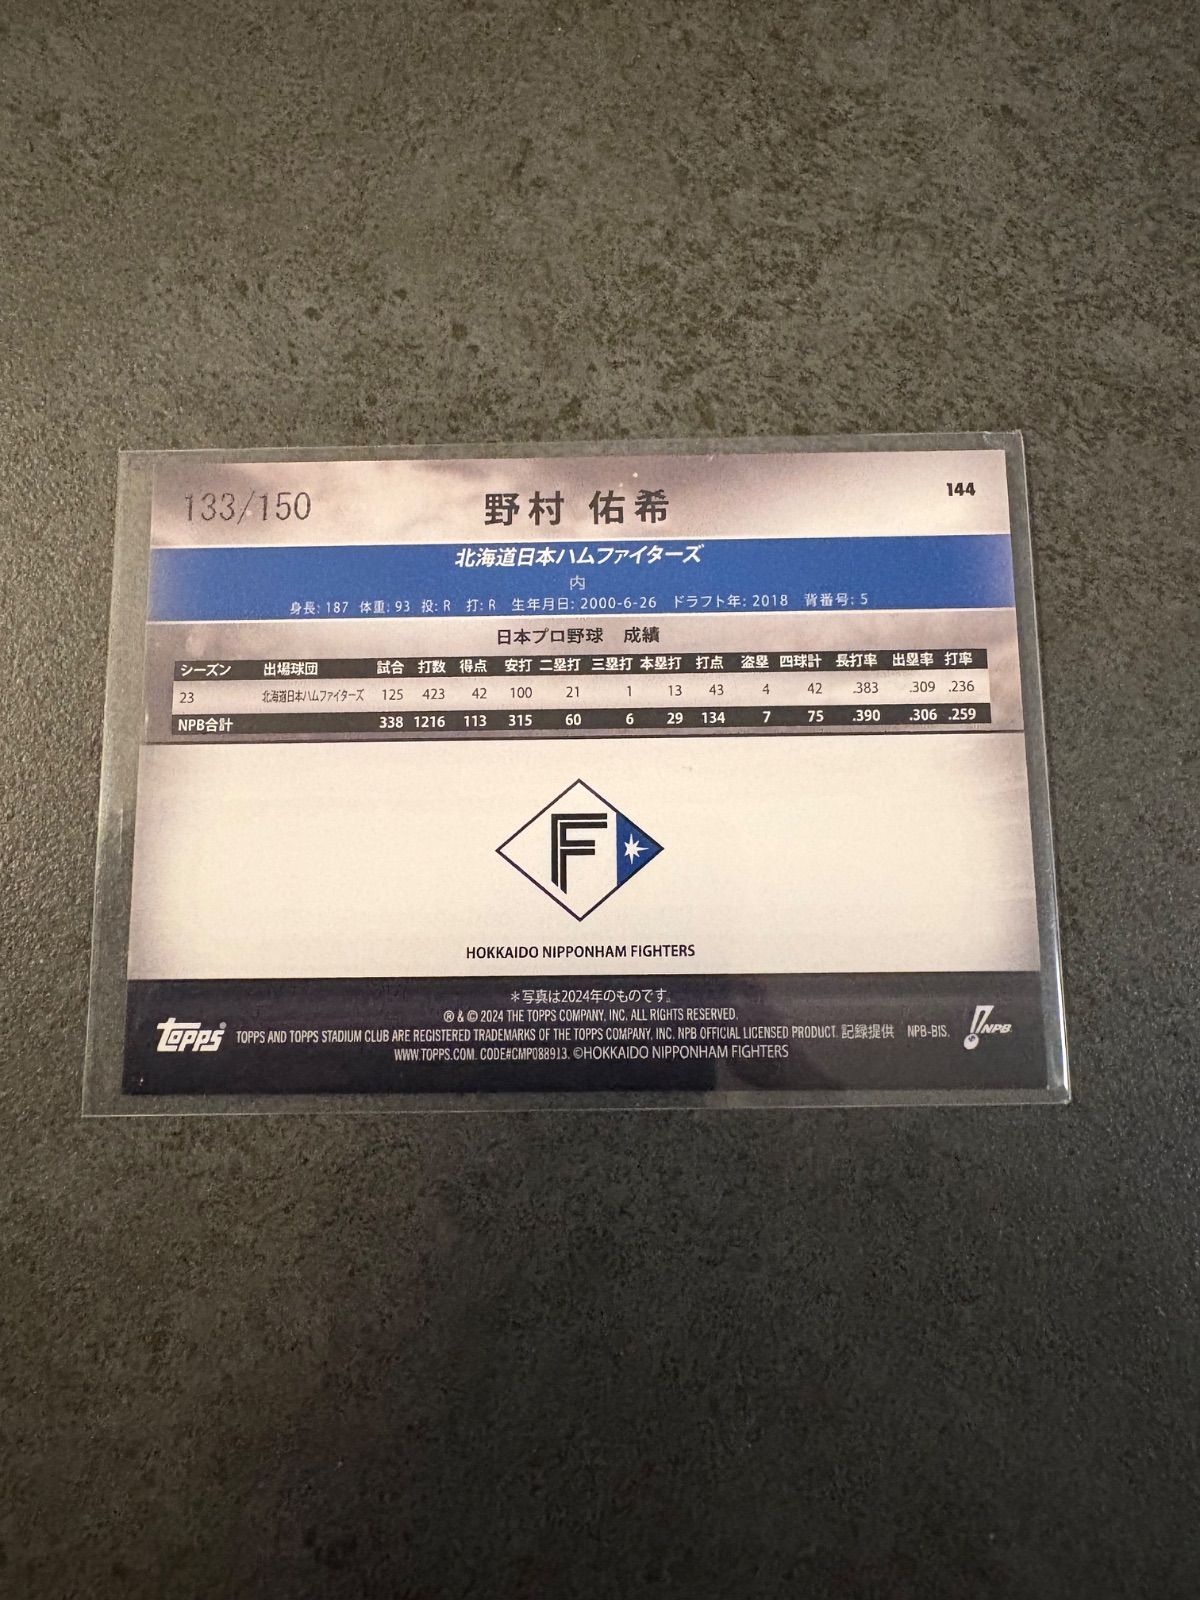 133/150
野村 佑希
144
北海道日本ハムファイターズ
内
身長: 187 体重: 93 投: R 打: R 生年月日: 2000-6-26 ドラフト年: 2018 背番号: 5
日本プロ野球 成績
シーズン 出場球団 試合 打数 得点 安打 二塁打 三塁打 本塁打 打点 盗塁 四球計 長打率 出塁率 打率
23 北海道日本ハムファイターズ 125 423 42 100 21 1 13 43 4 42 .383 .309 .236
NPB合計 338 1216 113 315 60 6 29 134 7 75 .390 .306 .259
F
HOKKAIDO NIPPONHAM FIGHTERS
＊写真は2024年のものです。
® & © 2024 THE TOPPS COMPANY, INC. ALL RIGHTS RESERVED.
topps® TOPPS AND TOPPS STADIUM CLUB ARE REGISTERED TRADEMARKS OF THE TOPPS COMPANY, INC. NPB OFFICIAL LICENSED PRODUCT. 記録提供 NPB-BIS. NPB
WWW.TOPPS.COM. CODE#CMP088913. ©HOKKAIDO NIPPONHAM FIGHTERS